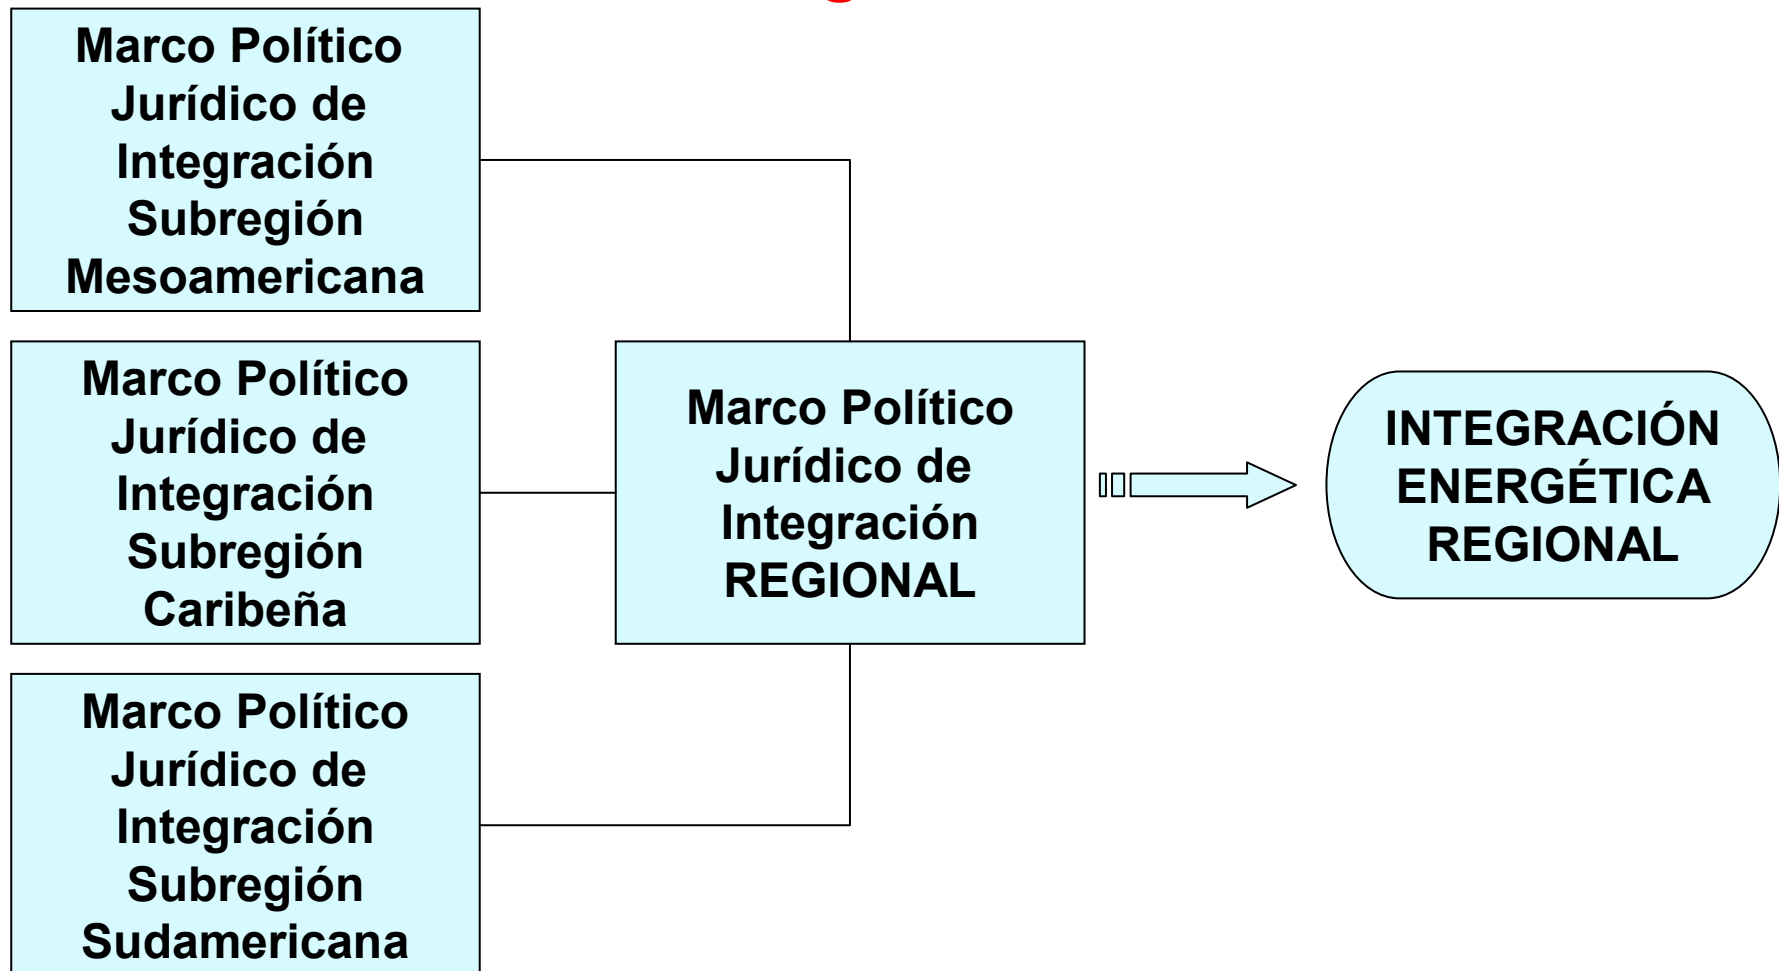 Marco Político
Jurídico de
Integración
Subregión
Mesoamericana
Marco Político
Jurídico de
Integración
Subregión
Caribeña
Marco Político
Jurídico de
Integración
Subregión
Sudamericana
Marco Político
Jurídico de
Integración
REGIONAL
INTEGRACIÓN
ENERGÉTICA
REGIONAL